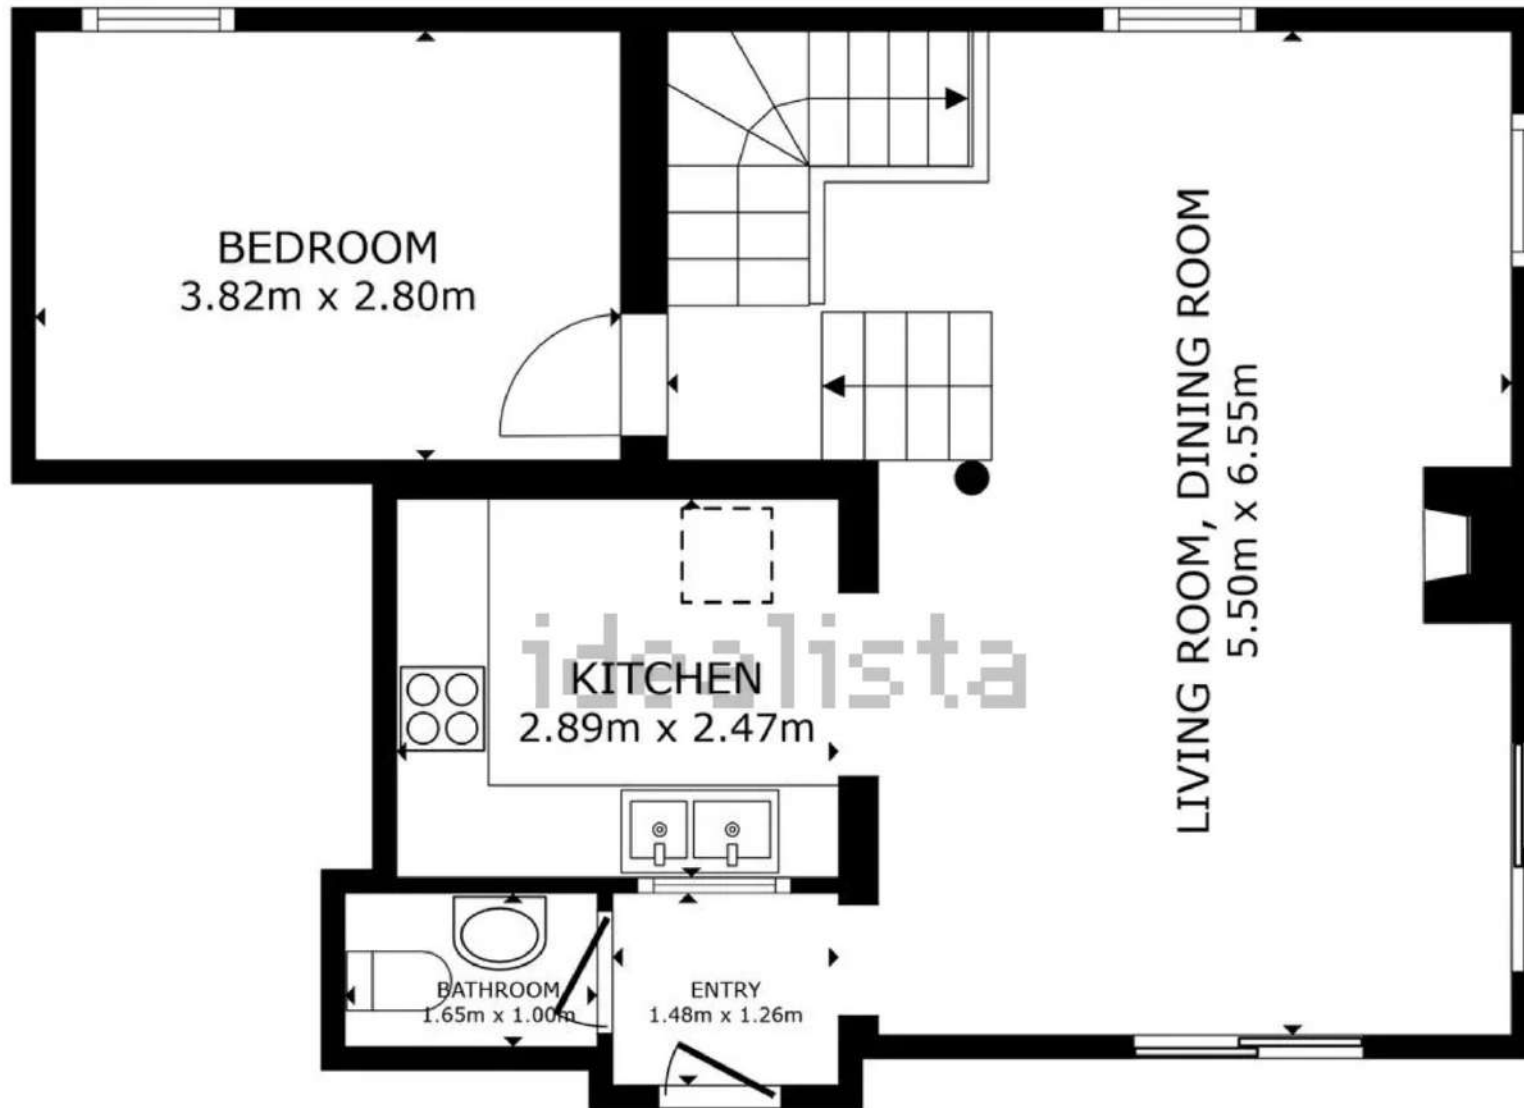 BEDROOM
3.82m x 2.80m
LIVING ROOM, DINING ROOM
5.50m x 6.55m
idealista
KITCHEN
2.89m x 2.47m
BATHROOM
1.65m x 1.00m
ENTRY
1.48m x 1.26m